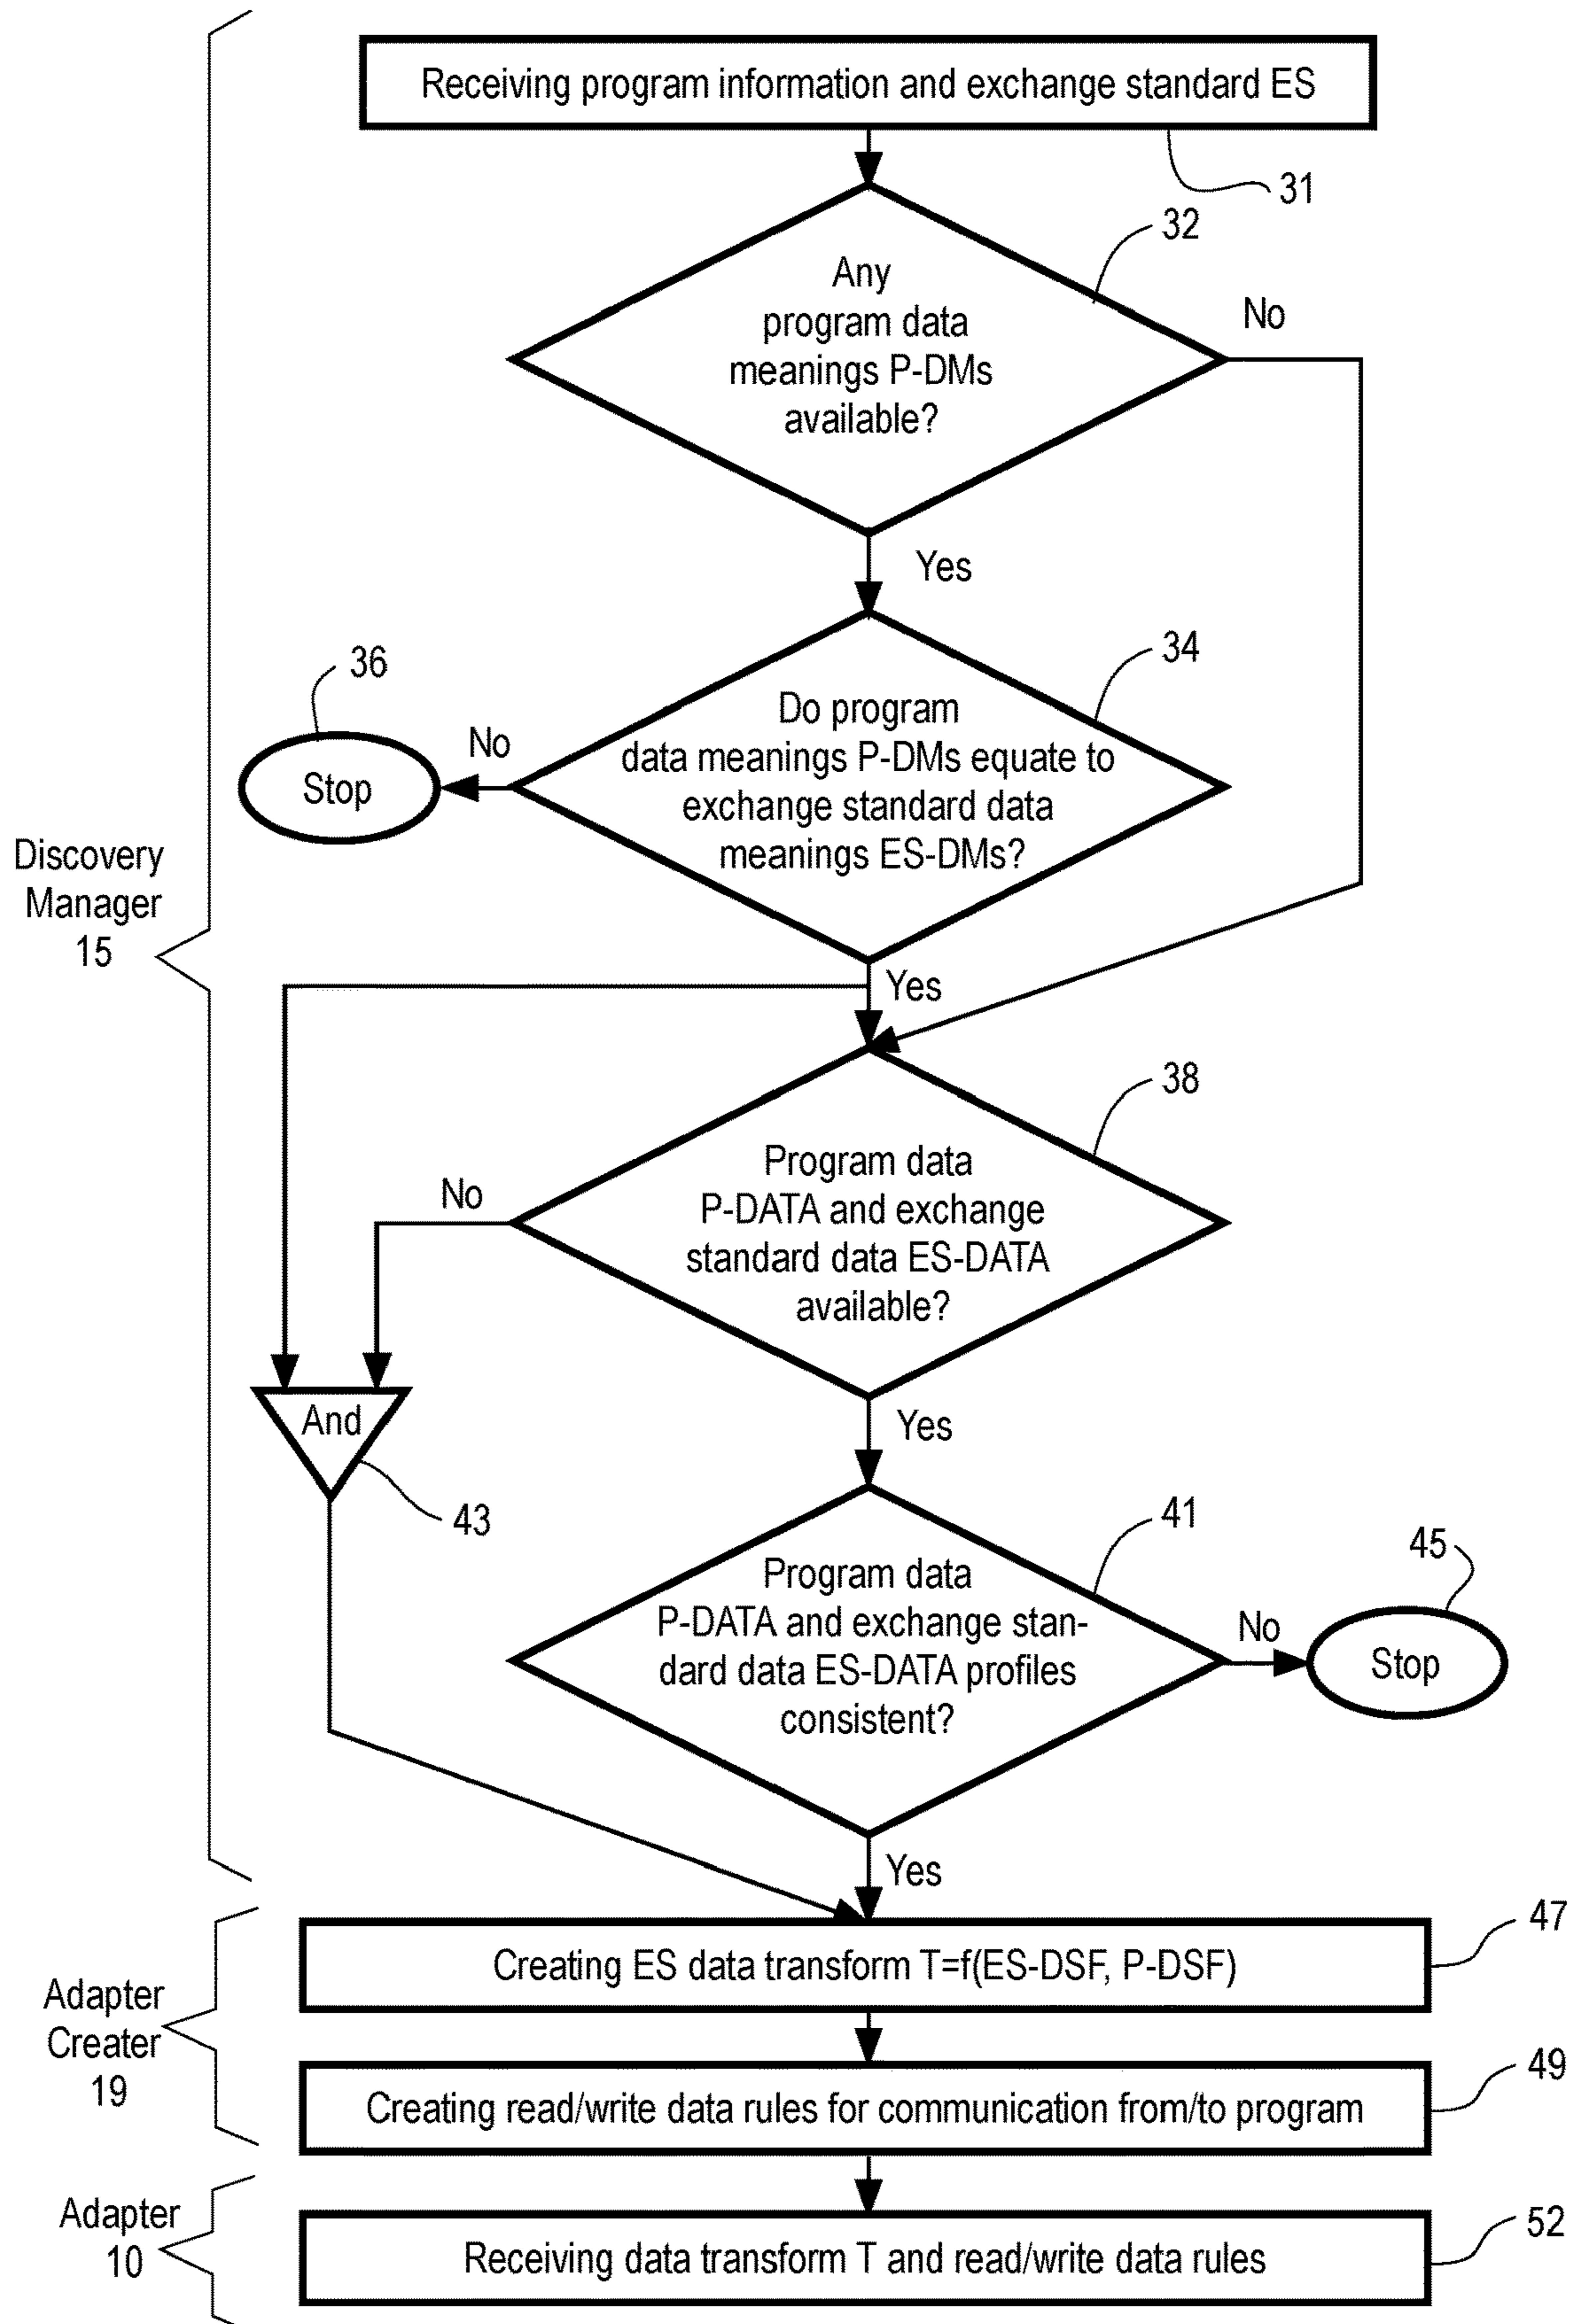 Receiving program information and exchange standard ES
31
32
Any
program data
meanings P-DMs
available?
No
Yes
34
36
Do program
data meanings P-DMs equate to
exchange standard data
meanings ES-DMs?
No
Stop
Discovery
Manager
15
Yes
38
Program data
P-DATA and exchange
standard data ES-DATA
available?
No
And
43
Yes
41
45
Program data
P-DATA and exchange stan-
dard data ES-DATA profiles
consistent?
No
Stop
Yes
47
Creating ES data transform T=f(ES-DSF, P-DSF)
Adapter
Creater
19
49
Creating read/write data rules for communication from/to program
Adapter
10
52
Receiving data transform T and read/write data rules